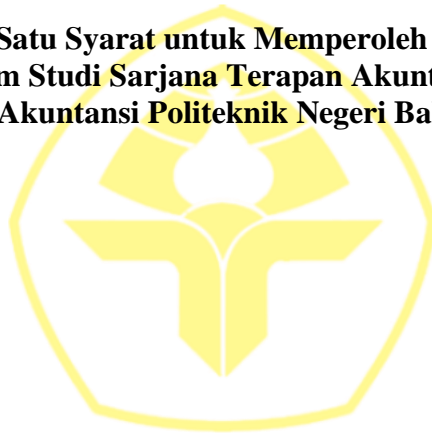 Satu Syarat untuk Memperoleh
m Studi Sarjana Terapan Akunt
Akuntansi Politeknik Negeri Ba